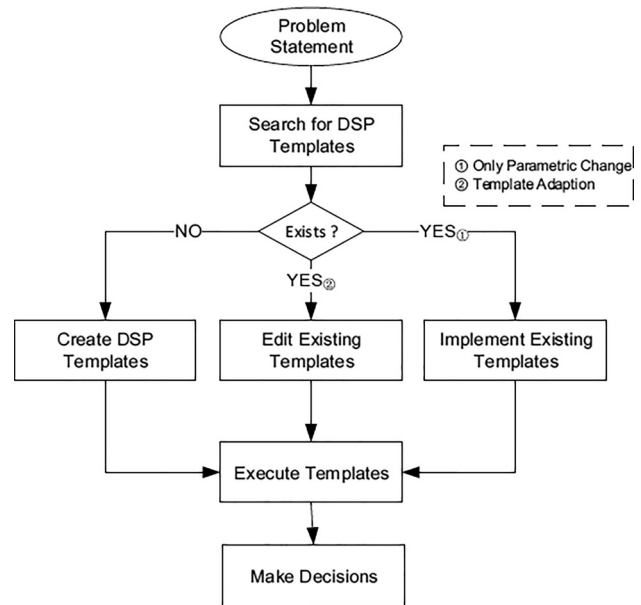 Problem
Statement
Search for DSP
Templates
① Only Parametric Change
② Template Adaption
Exists ?
NO
YES①
YES②
Create DSP
Templates
Edit Existing
Templates
Implement Existing
Templates
Execute Templates
Make Decisions